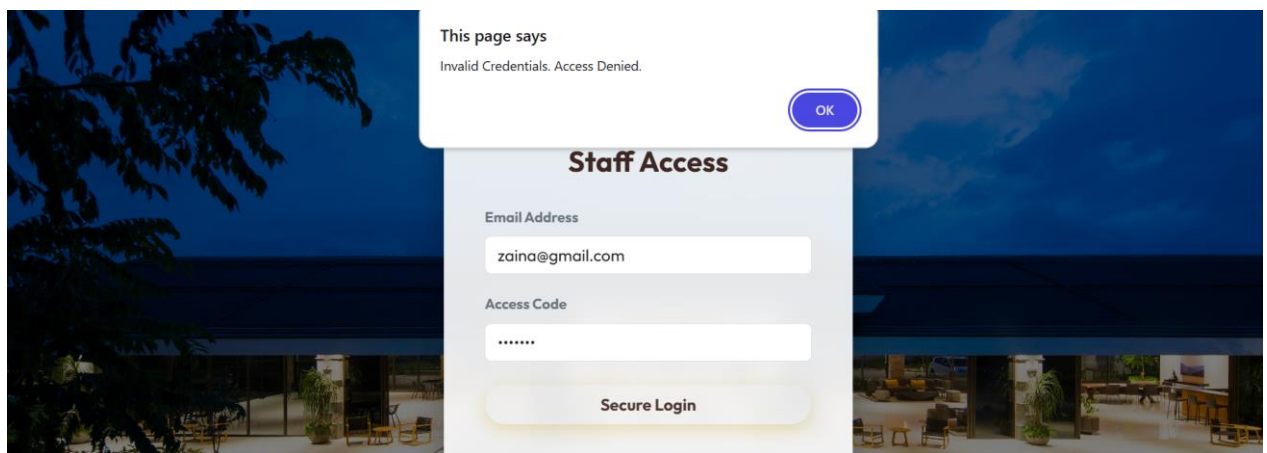 This page says
Invalid Credentials. Access Denied.
OK
Staff Access
Email Address
zaina@gmail.com
Access Code
•••••••
Secure Login